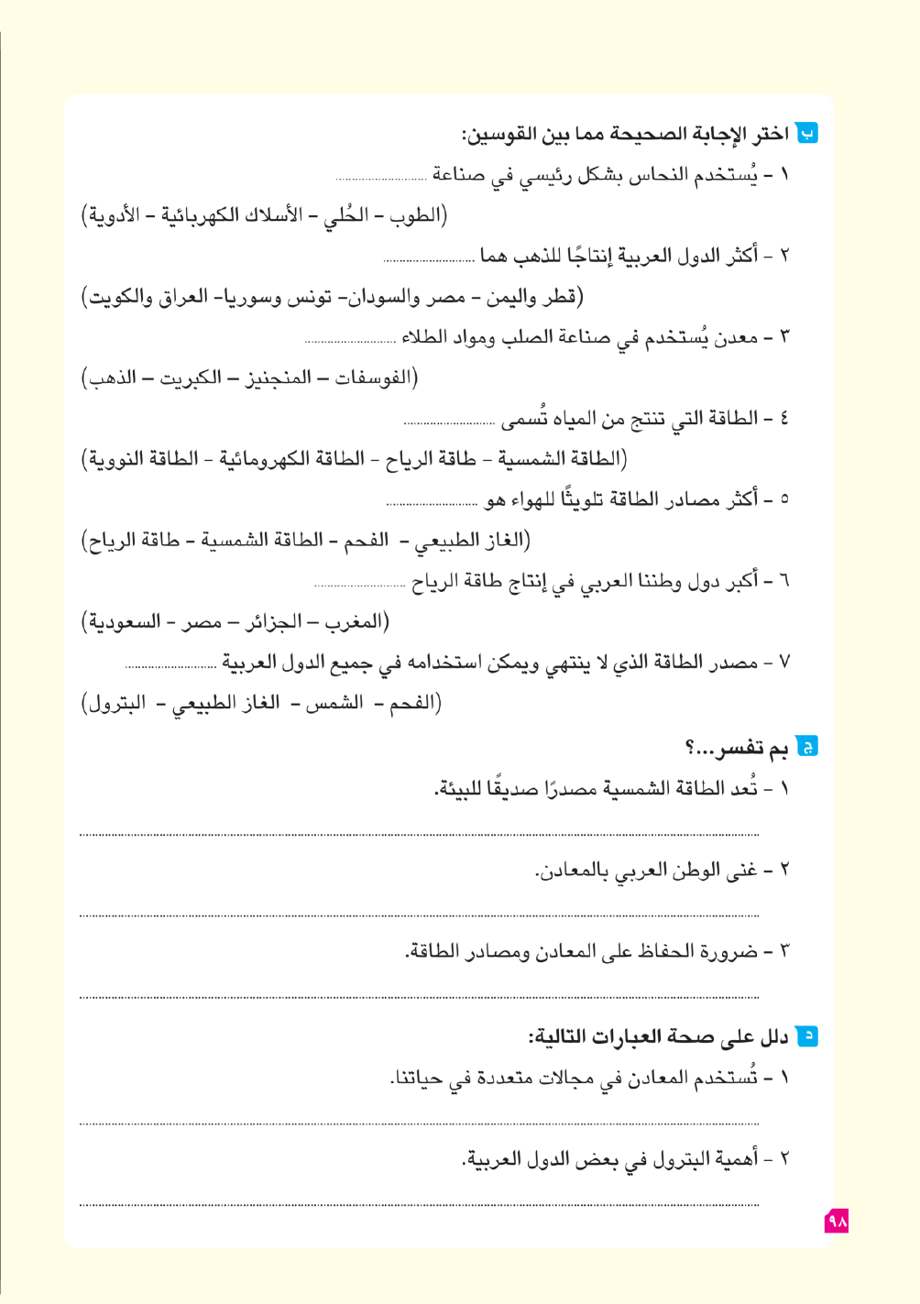 ب اختر الإجابة الصحيحة مما بين القوسين:
١ – يُستخدم النحاس بشكل رئيسي في صناعة ............................
(الطوب – الحُلي – الأسلاك الكهربائية – الأدوية)
٢ – أكثر الدول العربية إنتاجًا للذهب هما ............................
(قطر واليمن – مصر والسودان– تونس وسوريا– العراق والكويت)
٣ – معدن يُستخدم في صناعة الصلب ومواد الطلاء ............................
(الفوسفات – المنجنيز – الكبريت – الذهب)
٤ – الطاقة التي تنتج من المياه تُسمى ............................
(الطاقة الشمسية – طاقة الرياح – الطاقة الكهرومائية – الطاقة النووية)
٥ – أكثر مصادر الطاقة تلويثًا للهواء هو ............................
(الغاز الطبيعي – الفحم – الطاقة الشمسية – طاقة الرياح)
٦ – أكبر دول وطننا العربي في إنتاج طاقة الرياح ............................
(المغرب – الجزائر – مصر – السعودية)
٧ – مصدر الطاقة الذي لا ينتهي ويمكن استخدامه في جميع الدول العربية ............................
(الفحم – الشمس – الغاز الطبيعي – البترول)
ج بم تفسر...؟
١ – تُعد الطاقة الشمسية مصدرًا صديقًا للبيئة.
٢ – غنى الوطن العربي بالمعادن.
٣ – ضرورة الحفاظ على المعادن ومصادر الطاقة.
د دلل على صحة العبارات التالية:
١ – تُستخدم المعادن في مجالات متعددة في حياتنا.
٢ – أهمية البترول في بعض الدول العربية.
٩٨